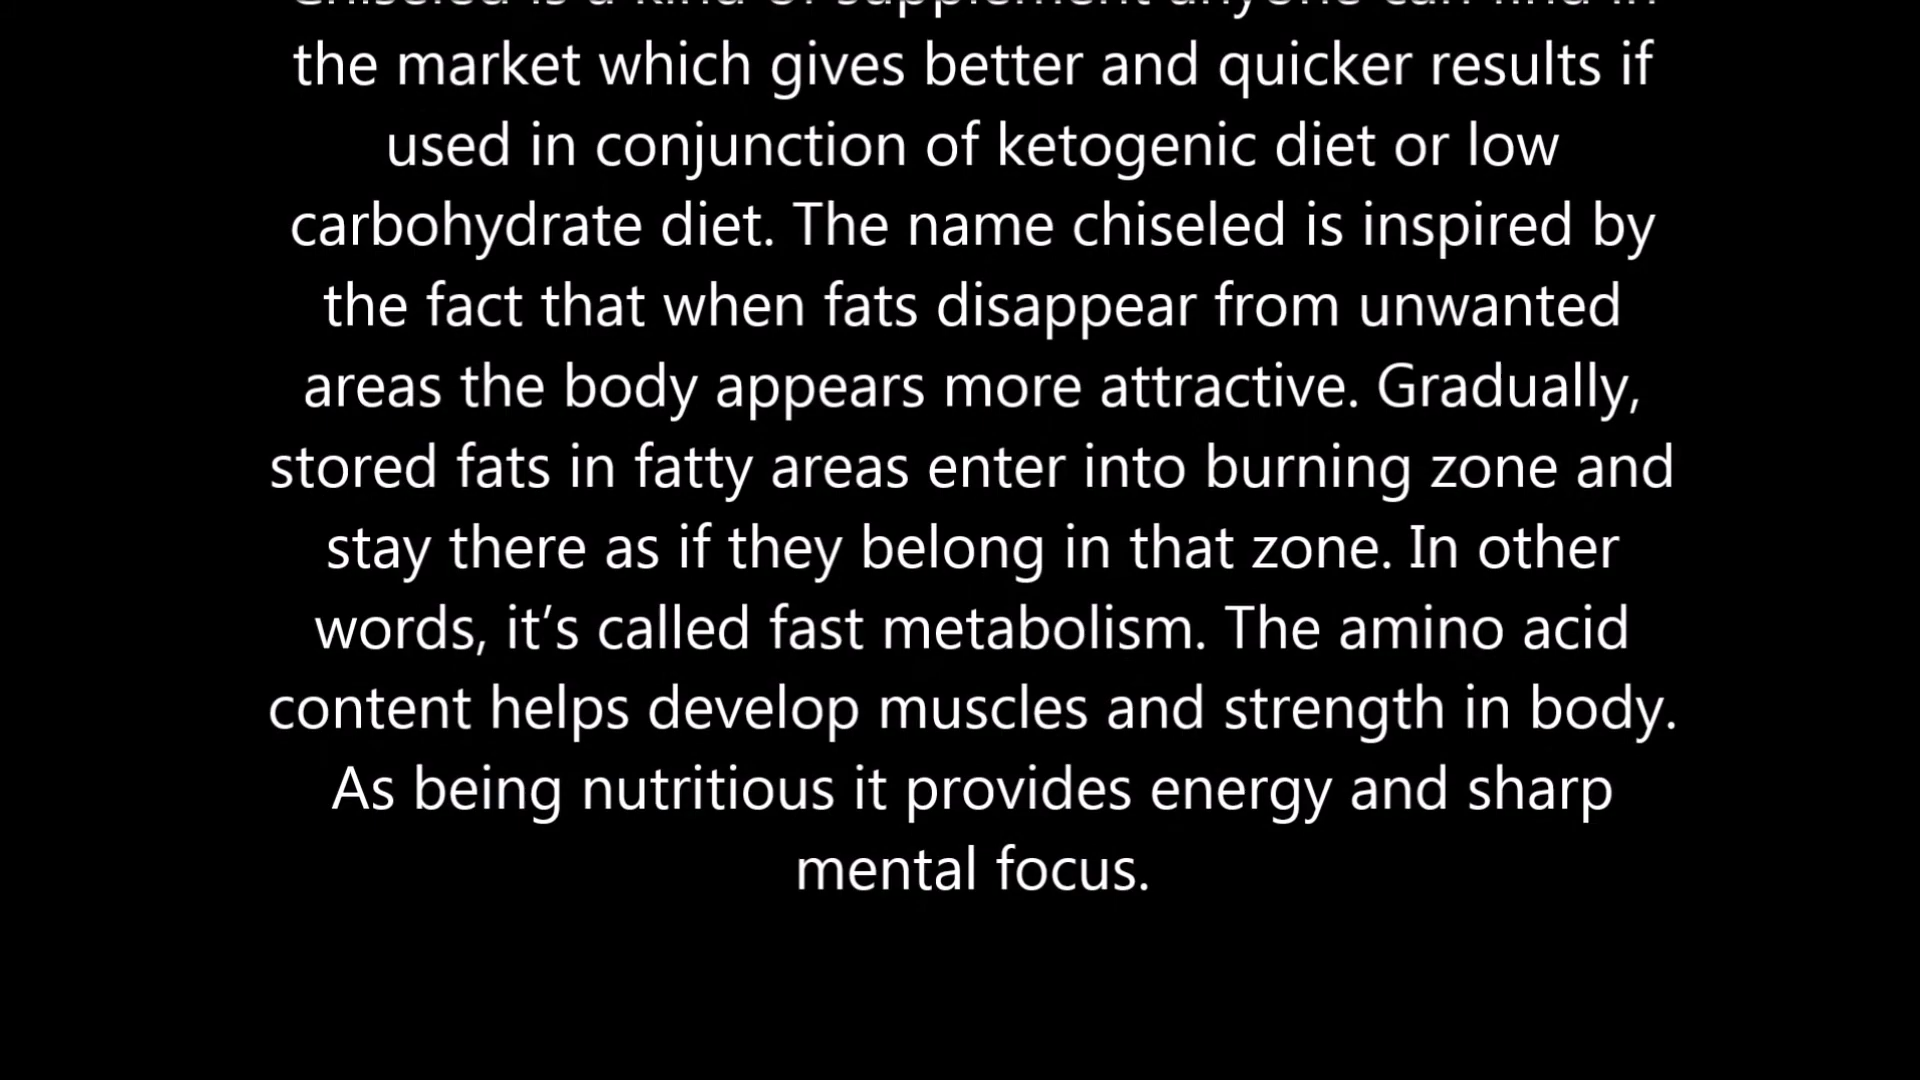 Chiseled is a kind of supplement anyone can find in
the market which gives better and quicker results if
used in conjunction of ketogenic diet or low
carbohydrate diet. The name chiseled is inspired by
the fact that when fats disappear from unwanted
areas the body appears more attractive. Gradually,
stored fats in fatty areas enter into burning zone and
stay there as if they belong in that zone. In other
words, it’s called fast metabolism. The amino acid
content helps develop muscles and strength in body.
As being nutritious it provides energy and sharp
mental focus.